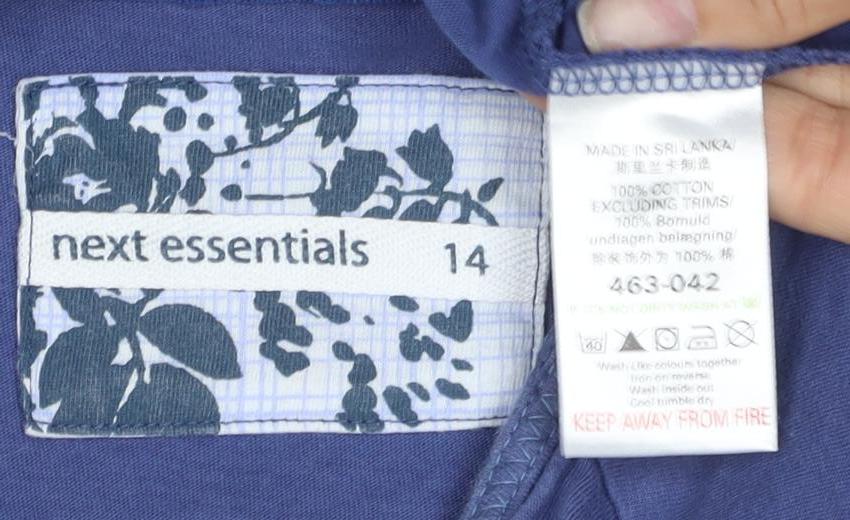 next essentials 14
MADE IN SRI LANKA/
斯里兰卡制造
100% COTTON
EXCLUDING TRIMS/
100% Bomuld
undtagen belægning/
除装饰外为 100% 棉
463-042
40
Wash Like colours together
Iron on reverse
Wash inside out
Cool tumble dry
KEEP AWAY FROM FIRE